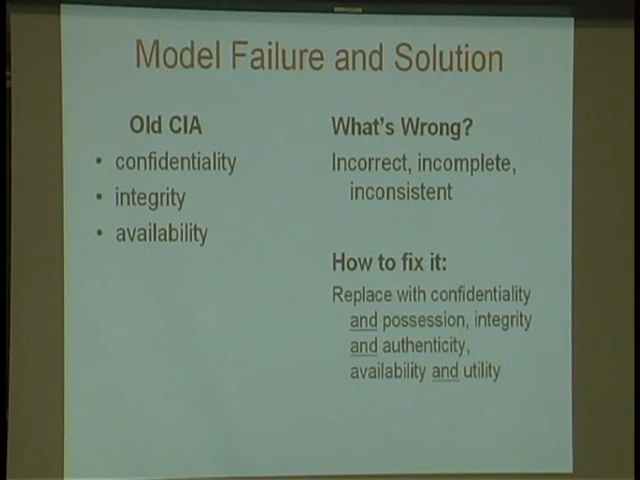 Model Failure and Solution
Old CIA
• confidentiality
• integrity
• availability
What's Wrong?
Incorrect, incomplete,
inconsistent
How to fix it:
Replace with confidentiality
and possession, integrity
and authenticity,
availability and utility